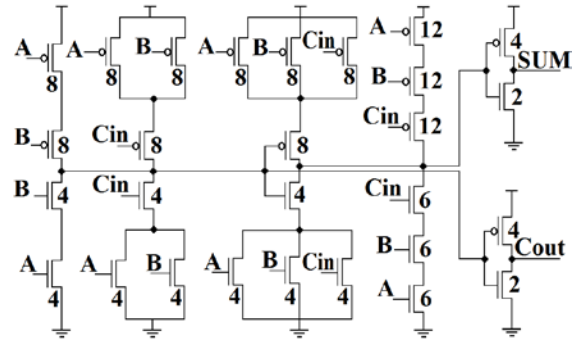 A 8 A 8 B 8 A 8 B 8 Cin 8 A 12 4 SUM
B 12 2
B 8 Cin 8 8 Cin 12
B 4 Cin 4 4 Cin 6
B 6 4 Cout
A 4 A 4 B 4 A 4 B 4 Cin 4 A 6 2